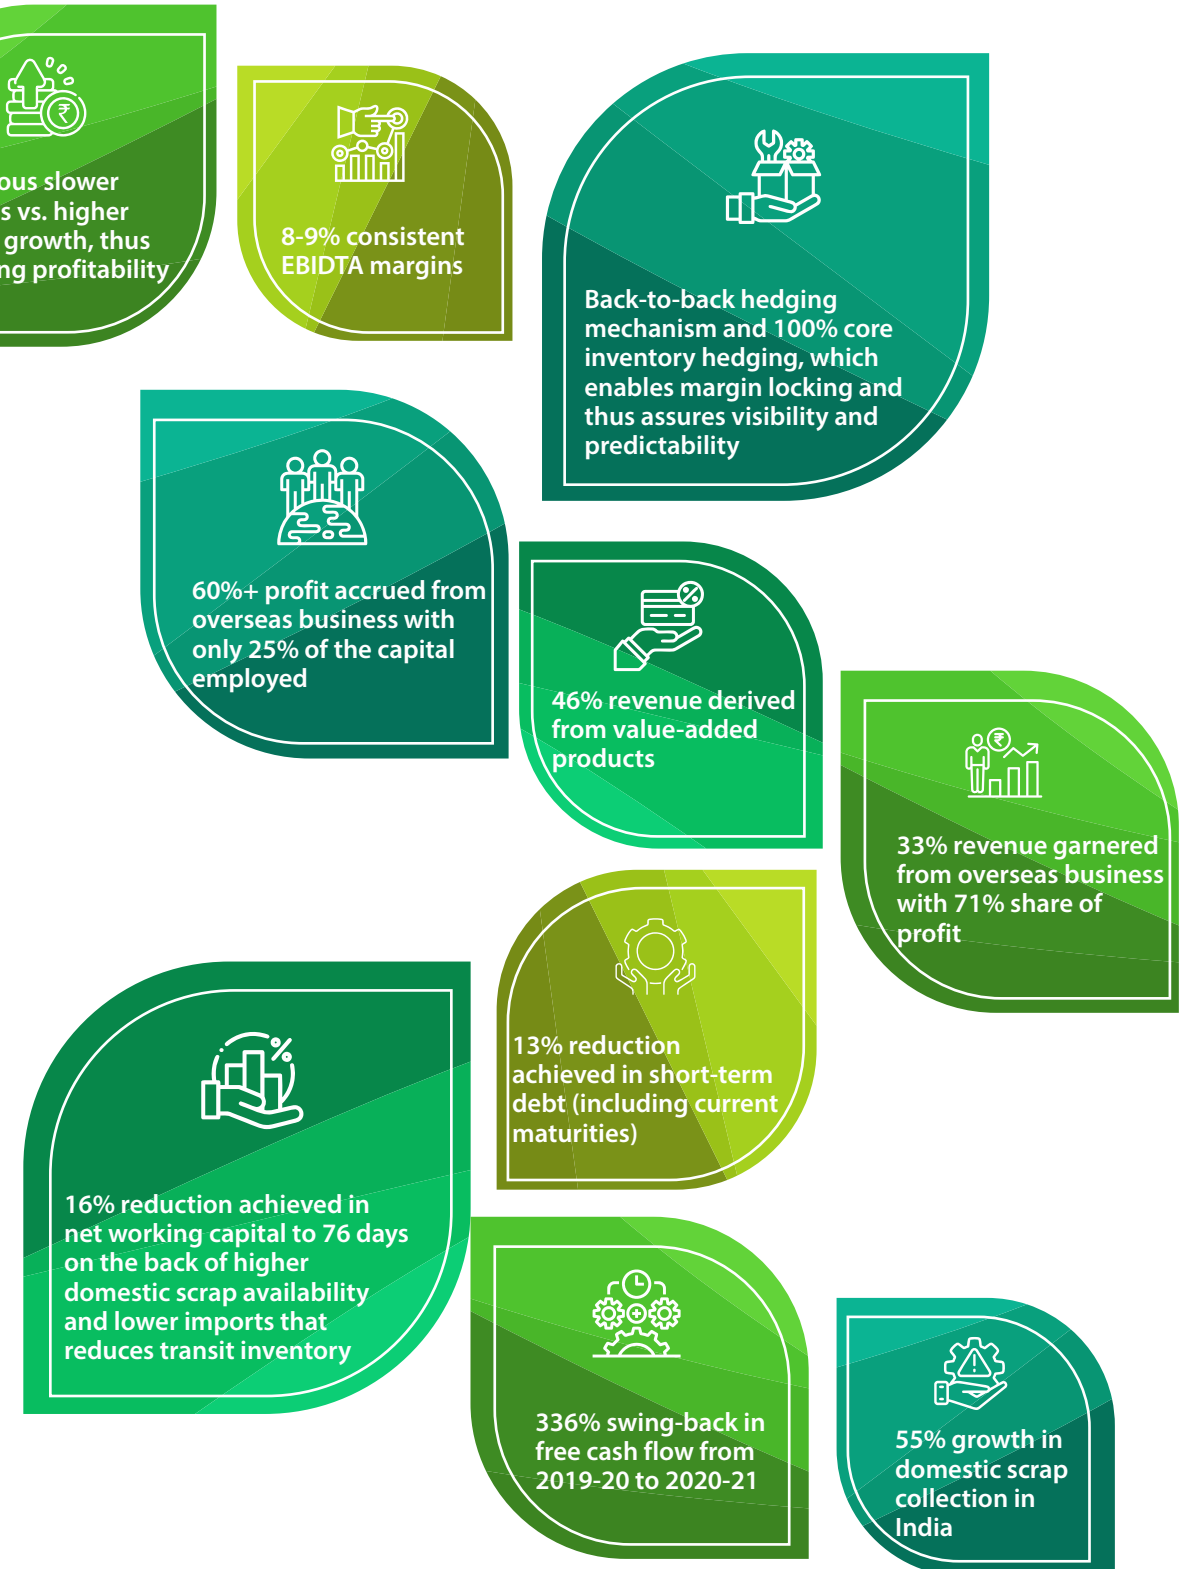 ous slower
s vs. higher
growth, thus
ng profitability
8-9% consistent
EBIDTA margins
Back-to-back hedging
mechanism and 100% core
inventory hedging, which
enables margin locking and
thus assures visibility and
predictability
60%+ profit accrued from
overseas business with
only 25% of the capital
employed
46% revenue derived
from value-added
products
33% revenue garnered
from overseas business
with 71% share of
profit
13% reduction
achieved in short-term
debt (including current
maturities)
16% reduction achieved in
net working capital to 76 days
on the back of higher
domestic scrap availability
and lower imports that
reduces transit inventory
336% swing-back in
free cash flow from
2019-20 to 2020-21
55% growth in
domestic scrap
collection in
India